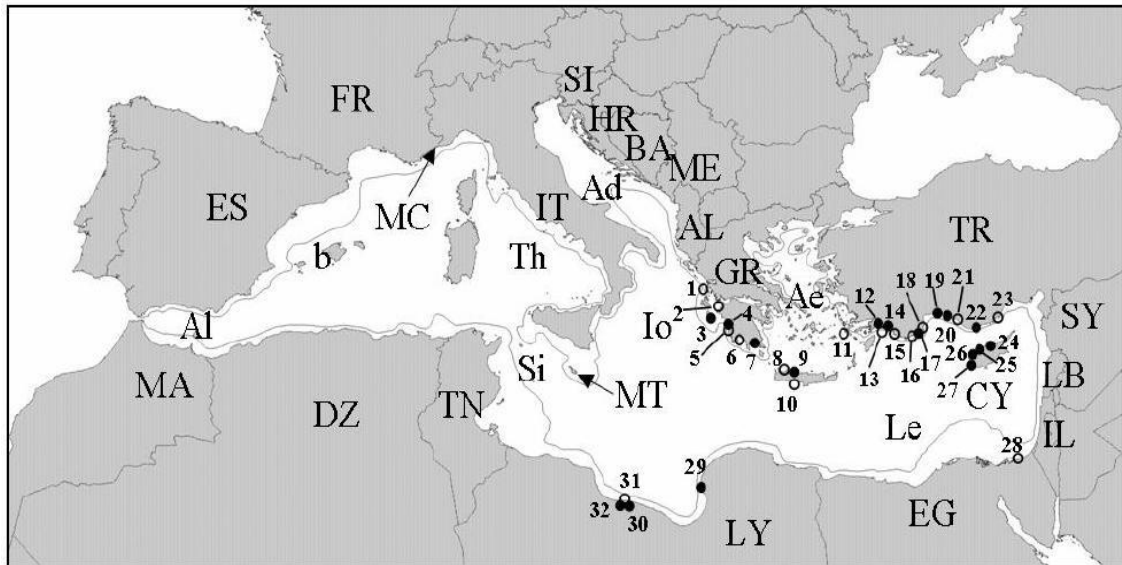 SI
FR
HR
BA
ME
Ad
IT
ES
MC
AL
TR
b
Th
GR
1
2
Io
3
4
5
6
7
Ae
8
9
10
11
12
13
14
15
16
17
18
19
20
21
22
23
24
25
26
27
SY
Al
Si
MT
CY
LB
MA
DZ
TN
Le
IL
28
29
31
32
30
LY
EG